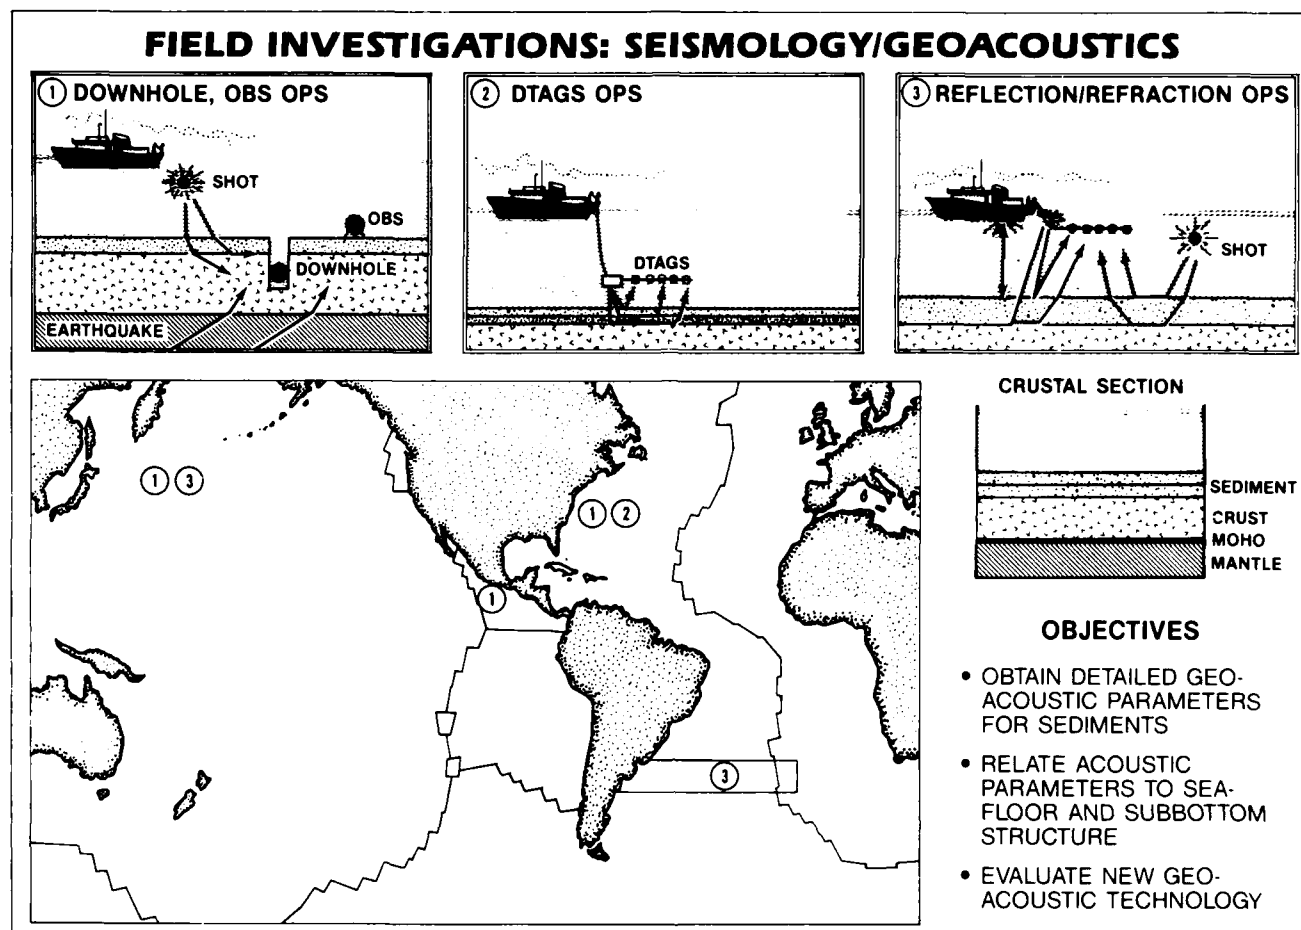 FIELD INVESTIGATIONS: SEISMOLOGY/GEOACOUSTICS
1 DOWNHOLE, OBS OPS
SHOT
OBS
DOWNHOLE
EARTHQUAKE
2 DTAGS OPS
DTAGS
3 REFLECTION/REFRACTION OPS
SHOT
1 3
1 2
1
3
CRUSTAL SECTION
SEDIMENT
CRUST
MOHO
MANTLE
OBJECTIVES
• OBTAIN DETAILED GEO-
ACOUSTIC PARAMETERS
FOR SEDIMENTS
• RELATE ACOUSTIC
PARAMETERS TO SEA-
FLOOR AND SUBBOTTOM
STRUCTURE
• EVALUATE NEW GEO-
ACOUSTIC TECHNOLOGY